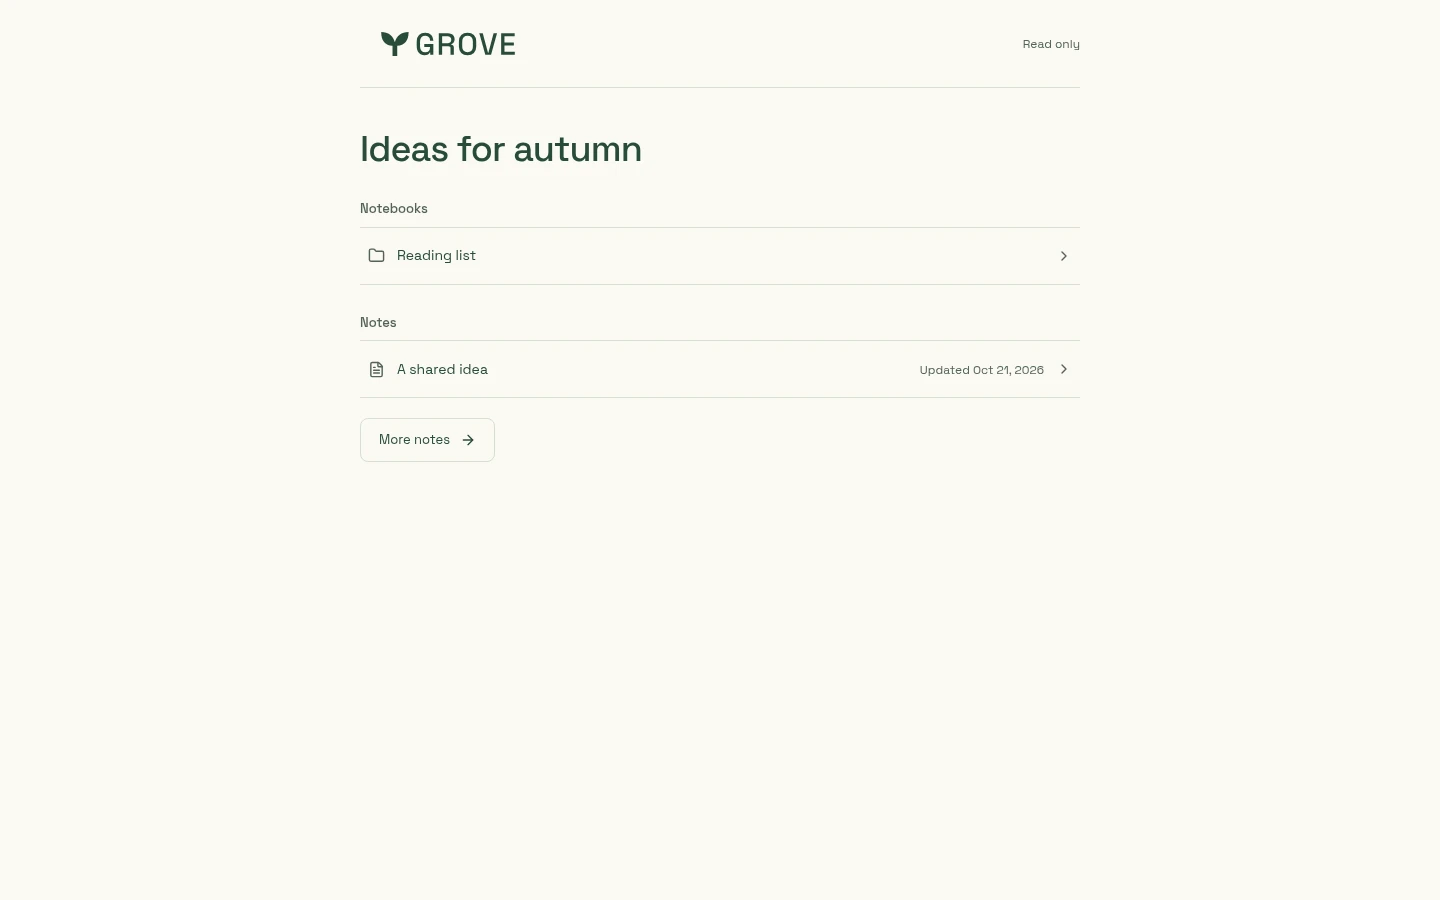 GROVE
Read only
Ideas for autumn
Notebooks
Reading list
Notes
A shared idea
Updated Oct 21, 2026
More notes